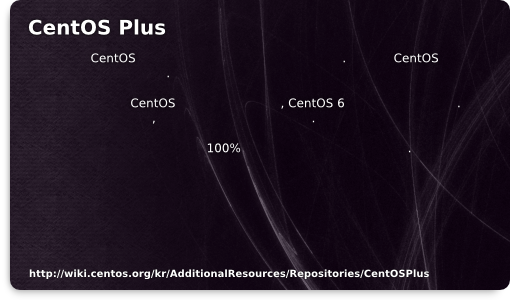 CentOS Plus
CentOS . CentOS
.
CentOS , CentOS 6 .
, .
100% .
http://wiki.centos.org/kr/AdditionalResources/Repositories/CentOSPlus